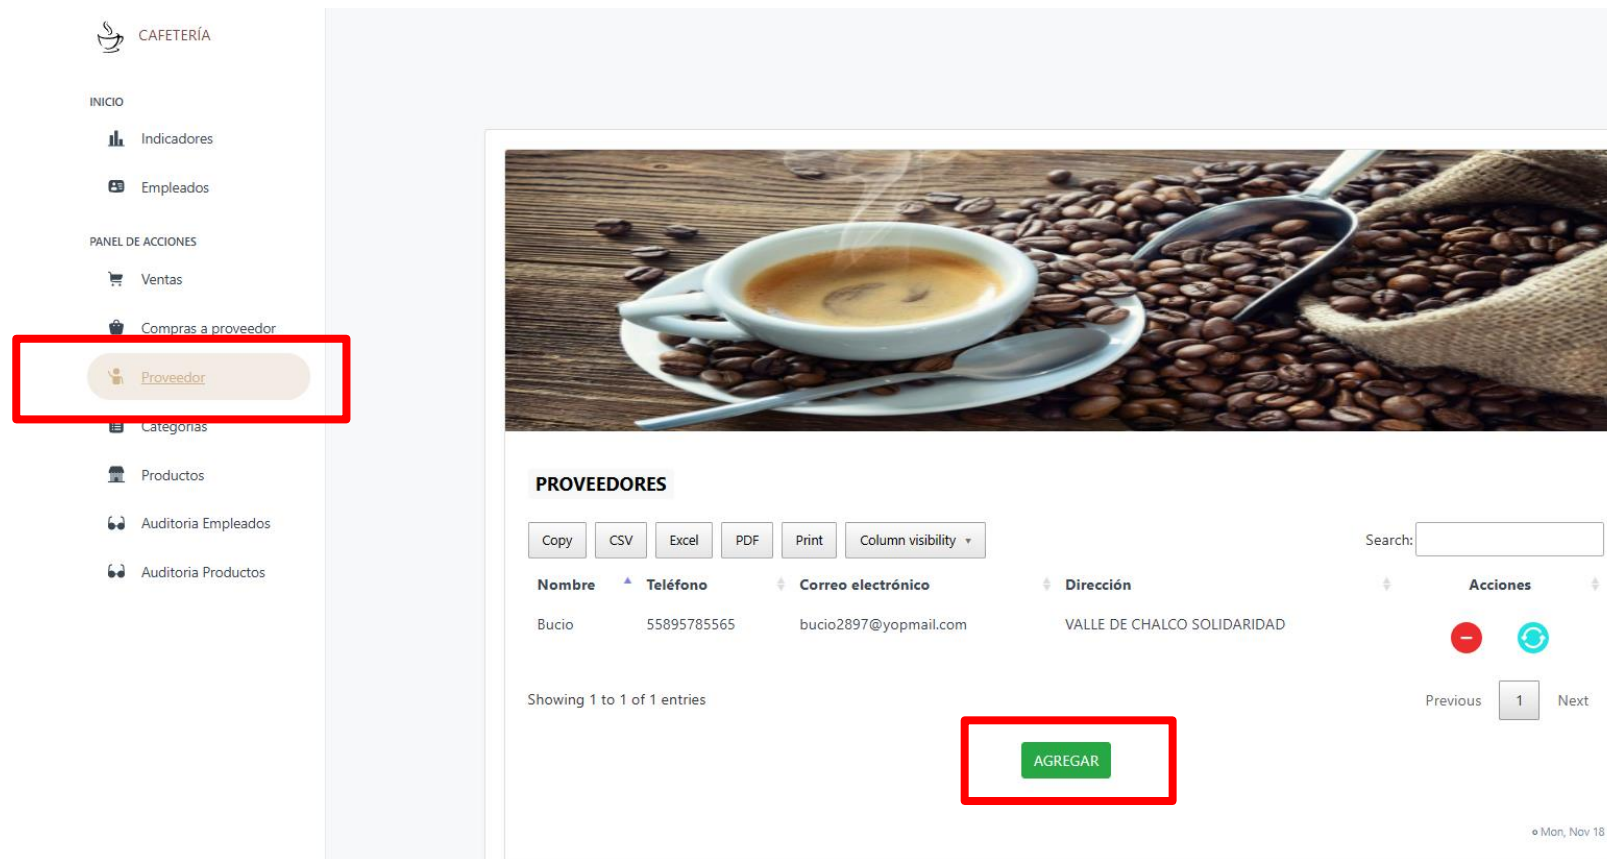 CAFETERÍA
INICIO
Indicadores
Empleados
PANEL DE ACCIONES
Ventas
Compras a proveedor
Proveedor
Categorias
Productos
Auditoria Empleados
Auditoria Productos
PROVEEDORES
Copy CSV Excel PDF Print Column visibility Search:
Nombre Teléfono Correo electrónico Dirección Acciones
Bucio 55895785565 bucio2897@yopmail.com VALLE DE CHALCO SOLIDARIDAD
Showing 1 to 1 of 1 entries Previous 1 Next
AGREGAR
Mon, Nov 18